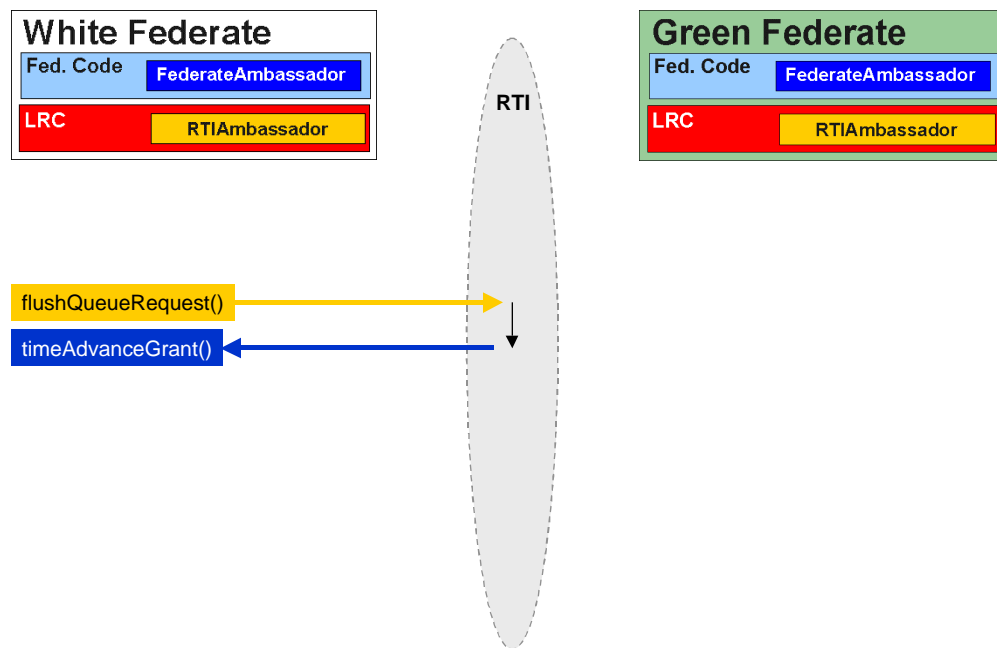 White Federate
Fed. Code
FederateAmbassador
LRC
RTIAmbassador
RTI
Green Federate
Fed. Code
FederateAmbassador
LRC
RTIAmbassador
flushQueueRequest()
timeAdvanceGrant()